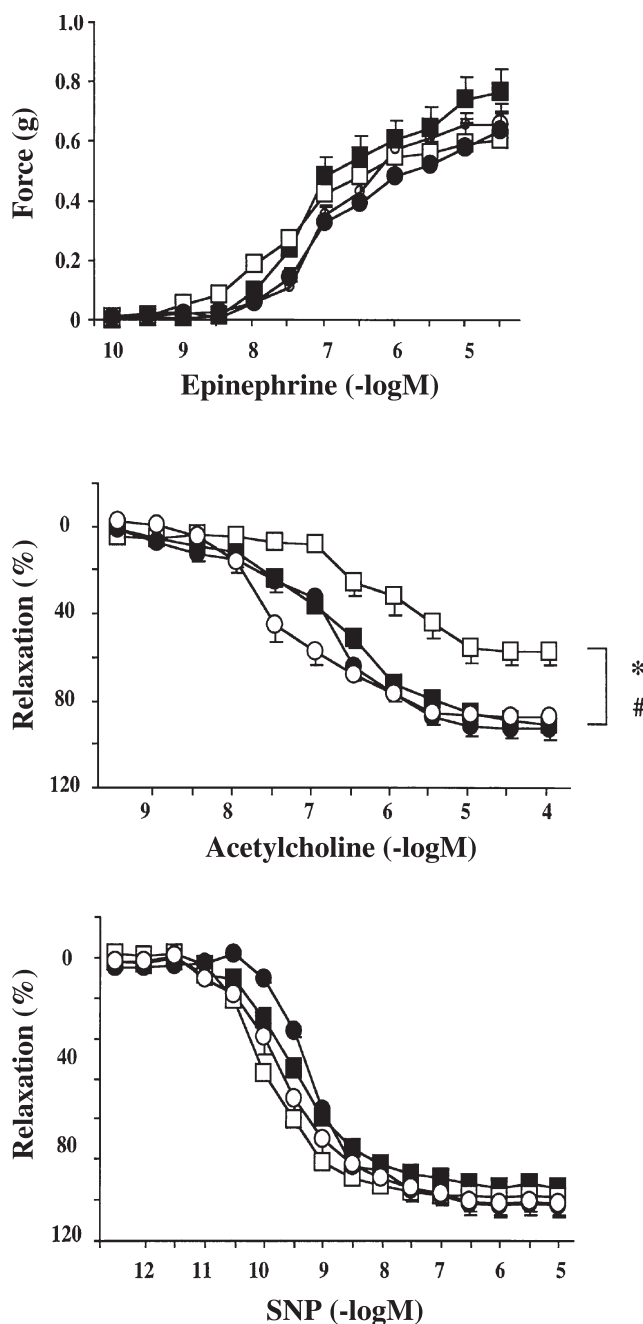 1.0
0.8
0.6
0.4
0.2
0
Force (g)
10 9 8 7 6 5
Epinephrine (-logM)
0
40
80
120
Relaxation (%)
*
#
9 8 7 6 5 4
Acetylcholine (-logM)
0
40
80
120
Relaxation (%)
12 11 10 9 8 7 6 5
SNP (-logM)